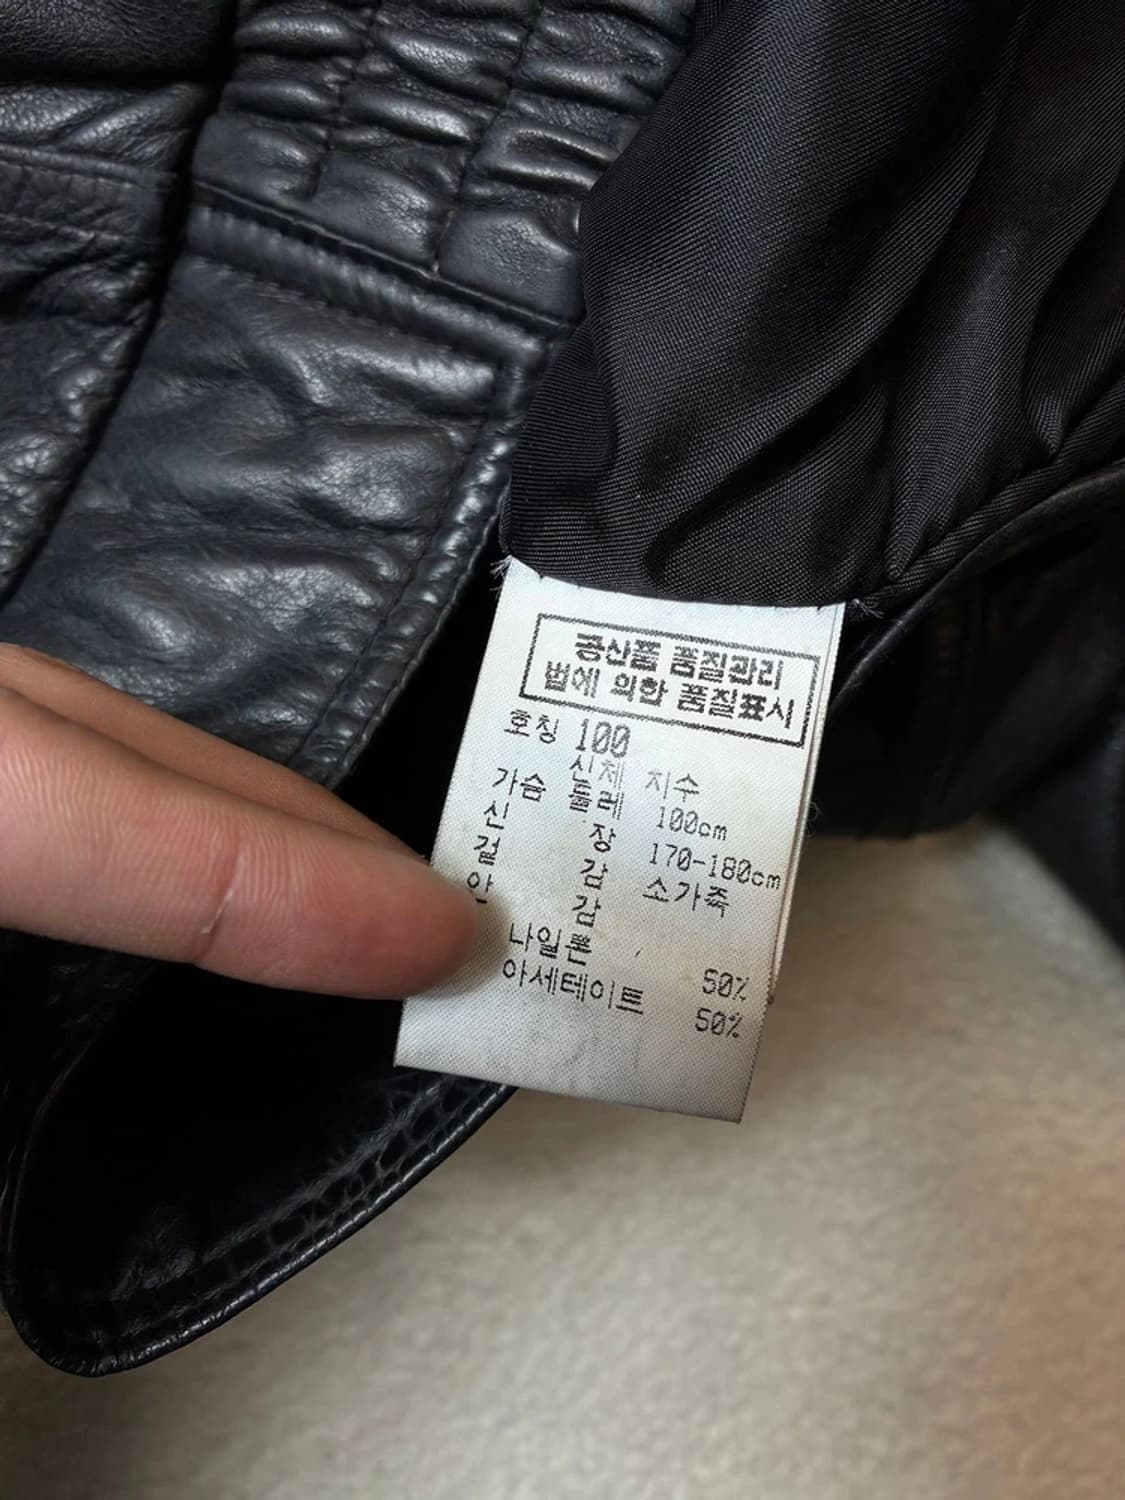 공산품 품질관리
법에 의한 품질표시
호칭 100
신체 치수
가슴 둘레 100cm
신 장 170-180cm
겉 감 소가죽
안 감
나일론 50%
아세테이트 50%